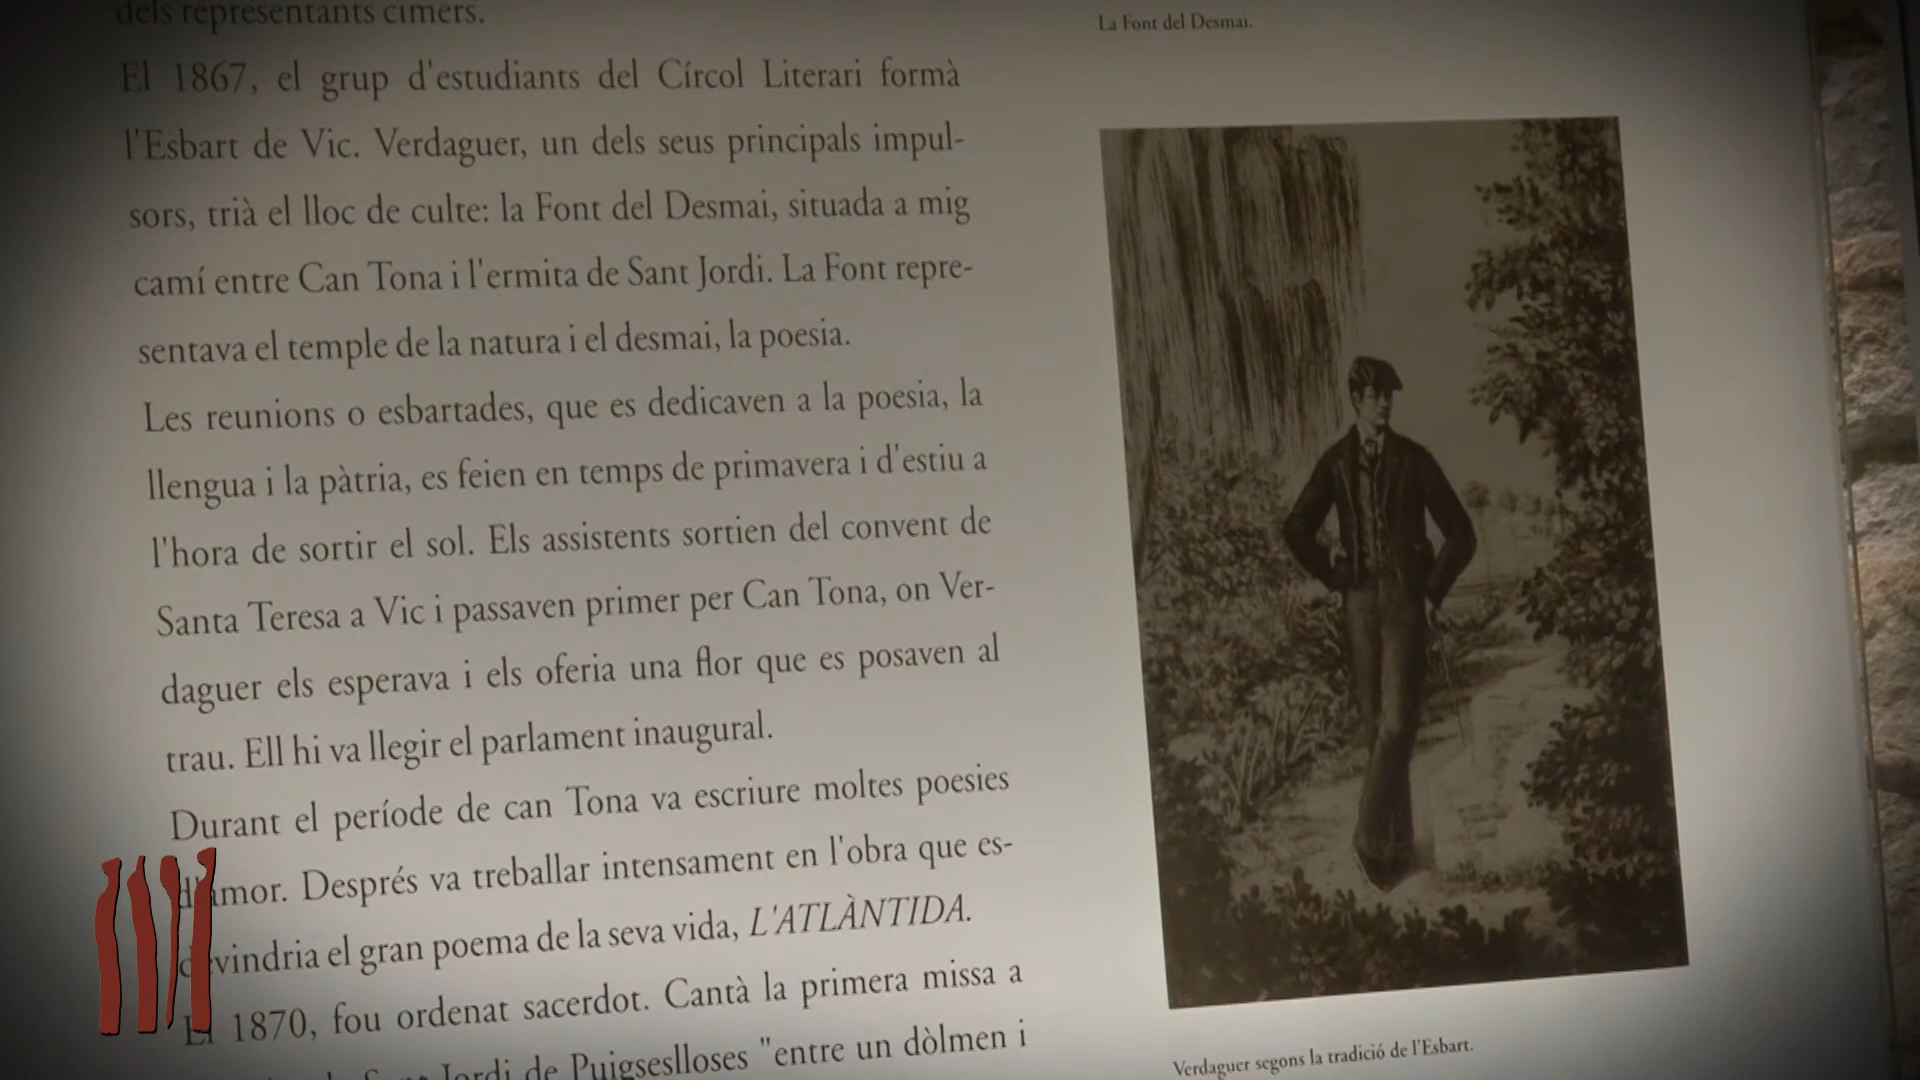 dels representants cimers.
El 1867, el grup d'estudiants del Círcol Literari formà
l'Esbart de Vic. Verdaguer, un dels seus principals impul-
sors, trià el lloc de culte: la Font del Desmai, situada a mig
camí entre Can Tona i l'ermita de Sant Jordi. La Font repre-
sentava el temple de la natura i el desmai, la poesia.
Les reunions o esbartades, que es dedicaven a la poesia, la
llengua i la pàtria, es feien en temps de primavera i d'estiu a
l'hora de sortir el sol. Els assistents sortien del convent de
Santa Teresa a Vic i passaven primer per Can Tona, on Ver-
daguer els esperava i els oferia una flor que es posaven al
trau. Ell hi va llegir el parlament inaugural.
Durant el període de can Tona va escriure moltes poesies
d'amor. Després va treballar intensament en l'obra que es-
devindria el gran poema de la seva vida, L'ATLÀNTIDA.
El 1870, fou ordenat sacerdot. Cantà la primera missa a
Jordi de Puigseslloses "entre un dòlmen i
La Font del Desmai.
Verdaguer segons la tradició de l'Esbart.